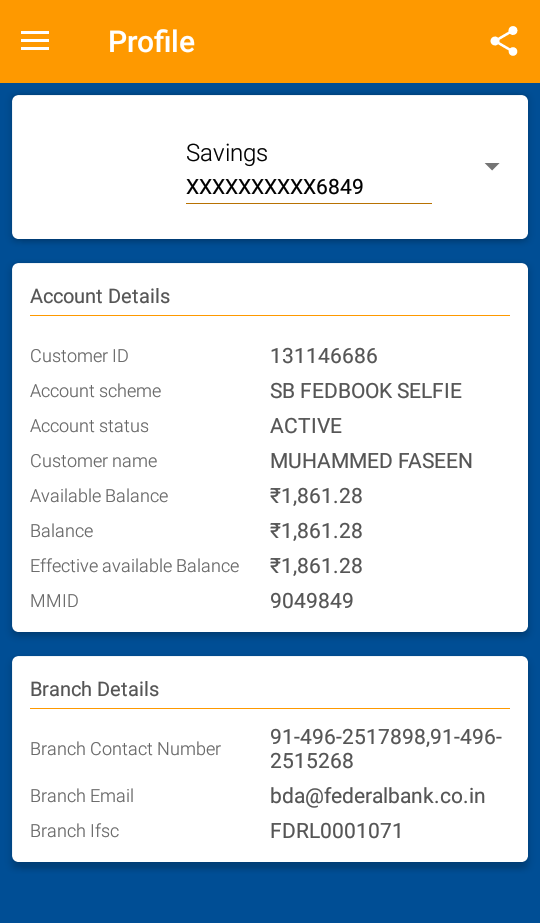 Profile
Savings
XXXXXXXXXX6849
Account Details
Customer ID 131146686
Account scheme SB FEDBOOK SELFIE
Account status ACTIVE
Customer name MUHAMMED FASEEN
Available Balance ₹1,861.28
Balance ₹1,861.28
Effective available Balance ₹1,861.28
MMID 9049849
Branch Details
Branch Contact Number 91-496-2517898,91-496-
2515268
Branch Email bda@federalbank.co.in
Branch Ifsc FDRL0001071